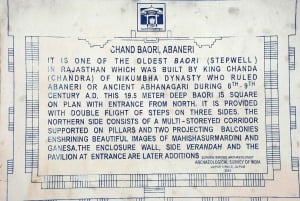 CHAND BAORI, ABANERI
IT IS ONE OF THE OLDEST BAORI (STEPWELL)
IN RAJASTHAN WHICH WAS BUILT BY KING CHANDA
(CHANDRA) OF NIKUMBHA DYNASTY WHO RULED
ABANERI OR ANCIENT ABHANAGARI DURING 8TH-9TH
CENTURY A.D. THIS 19.5 METER DEEP BAORI IS SQUARE
ON PLAN WITH ENTRANCE FROM NORTH. IT IS PROVIDED
WITH DOUBLE FLIGHT OF STEPS ON THREE SIDES. THE
NORTHERN SIDE CONSISTS OF A MULTI-STOREYED CORRIDOR
SUPPORTED ON PILLARS AND TWO PROJECTING BALCONIES
ENSHRINING BEAUTIFUL IMAGES OF MAHISHASURMARDINI AND
GANESA.THE ENCLOSURE WALL, SIDE VERANDAH AND THE
PAVILION AT ENTRANCE ARE LATER ADDITIONS
ARCHAEOLOGICAL SURVEY OF INDIA